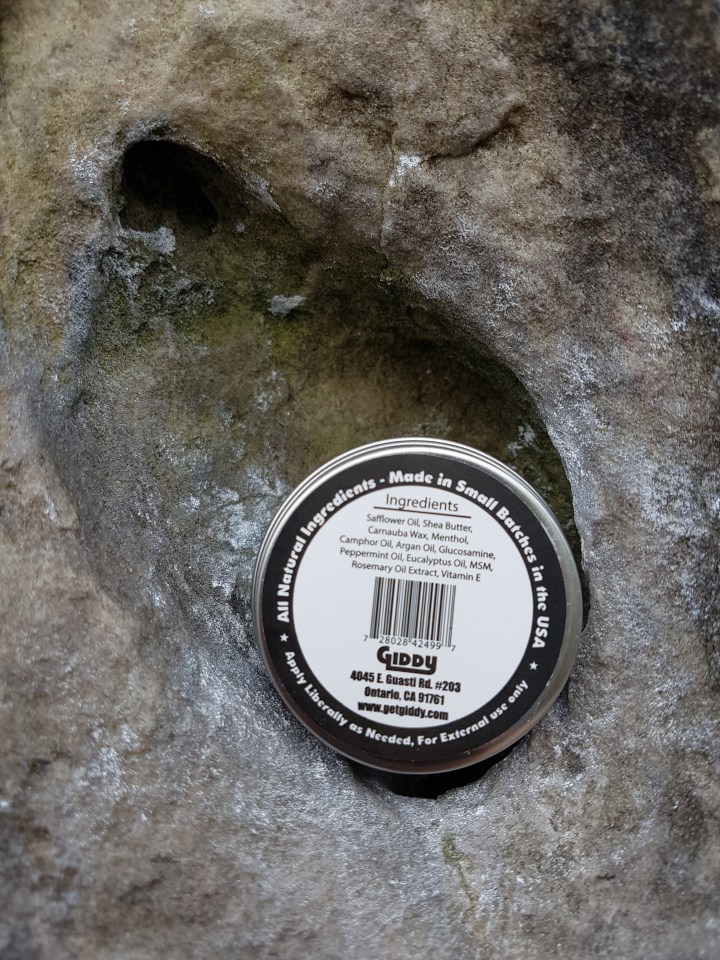 All Natural Ingredients - Made in Small Batches in the USA
Ingredients
Safflower Oil, Shea Butter,
Carnauba Wax, Menthol,
Camphor Oil, Argan Oil, Glucosamine,
Peppermint Oil, Eucalyptus Oil, MSM,
Rosemary Oil Extract, Vitamin E
7 28028 42499 7
GIDDY
4045 E. Guasti Rd. #203
Ontario, CA 91761
www.getgiddy.com
Apply Liberally as Needed, For External use only